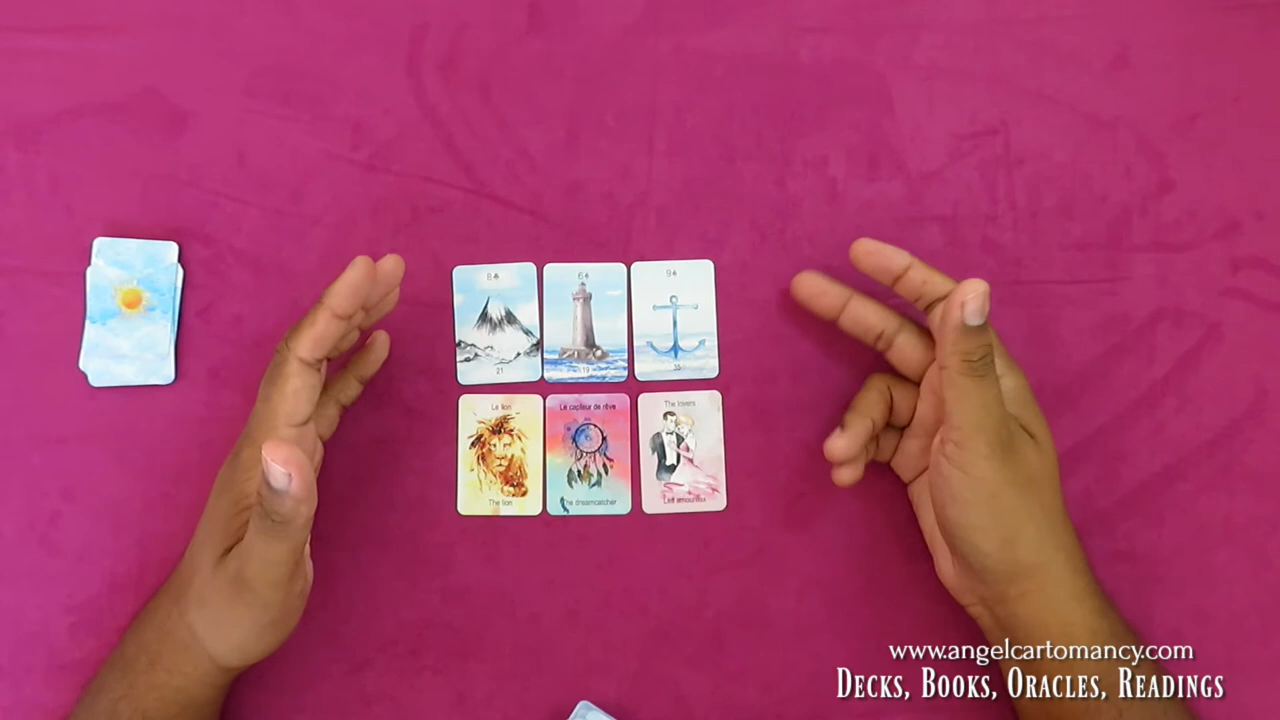 8♣
6♠
9♠
21
19
35
Le lion
Le capteur de rêve
The lovers
The lion
The dreamcatcher
Les amoureux
www.angelcartomancy.com
Decks, Books, Oracles, Readings